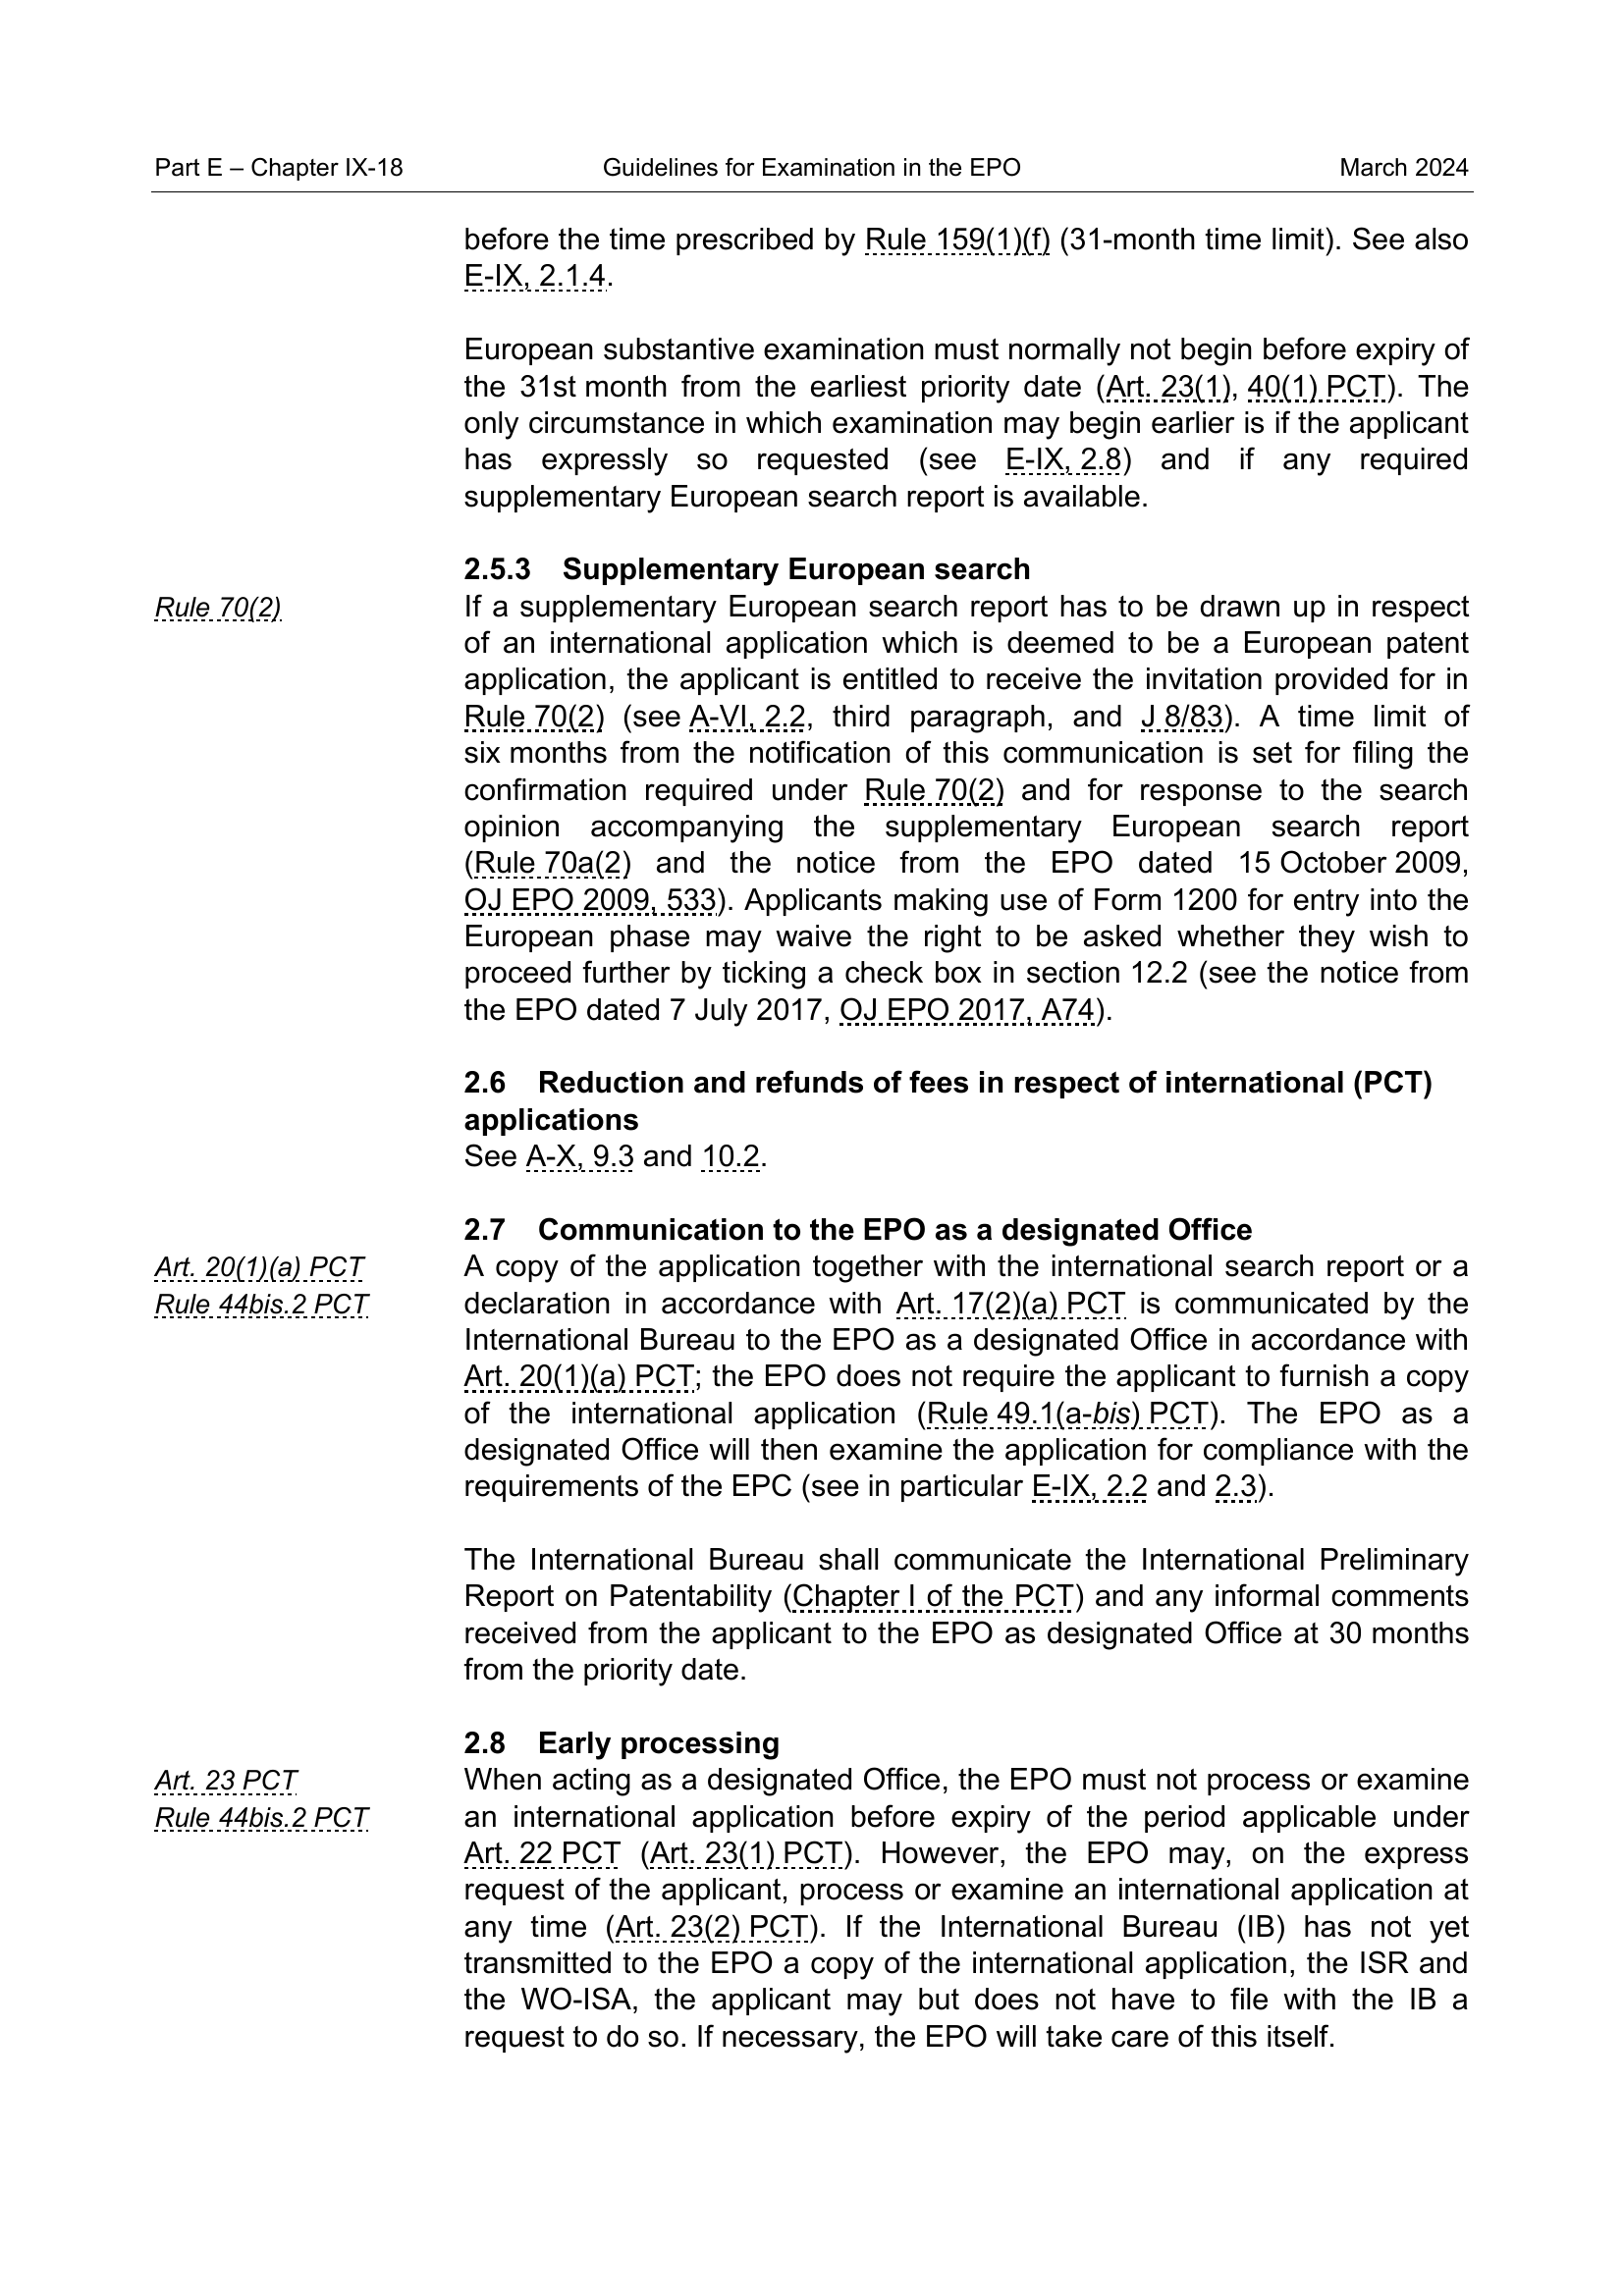 Part E – Chapter IX-18 Guidelines for Examination in the EPO March 2024
before the time prescribed by Rule 159(1)(f) (31-month time limit). See also
E-IX, 2.1.4.
European substantive examination must normally not begin before expiry of
the 31st month from the earliest priority date (Art. 23(1), 40(1) PCT). The
only circumstance in which examination may begin earlier is if the applicant
has expressly so requested (see E-IX, 2.8) and if any required
supplementary European search report is available.
2.5.3 Supplementary European search
Rule 70(2)
If a supplementary European search report has to be drawn up in respect
of an international application which is deemed to be a European patent
application, the applicant is entitled to receive the invitation provided for in
Rule 70(2) (see A-VI, 2.2, third paragraph, and J 8/83). A time limit of
six months from the notification of this communication is set for filing the
confirmation required under Rule 70(2) and for response to the search
opinion accompanying the supplementary European search report
(Rule 70a(2) and the notice from the EPO dated 15 October 2009,
OJ EPO 2009, 533). Applicants making use of Form 1200 for entry into the
European phase may waive the right to be asked whether they wish to
proceed further by ticking a check box in section 12.2 (see the notice from
the EPO dated 7 July 2017, OJ EPO 2017, A74).
2.6 Reduction and refunds of fees in respect of international (PCT)
applications
See A-X, 9.3 and 10.2.
2.7 Communication to the EPO as a designated Office
Art. 20(1)(a) PCT
Rule 44bis.2 PCT
A copy of the application together with the international search report or a
declaration in accordance with Art. 17(2)(a) PCT is communicated by the
International Bureau to the EPO as a designated Office in accordance with
Art. 20(1)(a) PCT; the EPO does not require the applicant to furnish a copy
of the international application (Rule 49.1(a-bis) PCT). The EPO as a
designated Office will then examine the application for compliance with the
requirements of the EPC (see in particular E-IX, 2.2 and 2.3).
The International Bureau shall communicate the International Preliminary
Report on Patentability (Chapter I of the PCT) and any informal comments
received from the applicant to the EPO as designated Office at 30 months
from the priority date.
2.8 Early processing
Art. 23 PCT
Rule 44bis.2 PCT
When acting as a designated Office, the EPO must not process or examine
an international application before expiry of the period applicable under
Art. 22 PCT (Art. 23(1) PCT). However, the EPO may, on the express
request of the applicant, process or examine an international application at
any time (Art. 23(2) PCT). If the International Bureau (IB) has not yet
transmitted to the EPO a copy of the international application, the ISR and
the WO-ISA, the applicant may but does not have to file with the IB a
request to do so. If necessary, the EPO will take care of this itself.